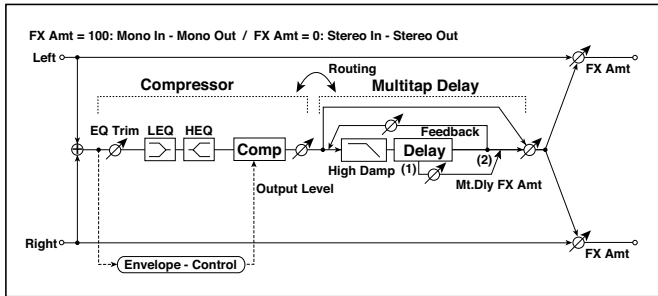 FX Amt = 100: Mono In - Mono Out / FX Amt = 0: Stereo In - Stereo Out
Left
FX Amt
Routing
Compressor
Multitap Delay
EQ Trim
LEQ
HEQ
Feedback
Comp
Delay
(1)
(2)
High Damp
Output Level
Mt.Dly FX Amt
Right
FX Amt
Envelope - Control